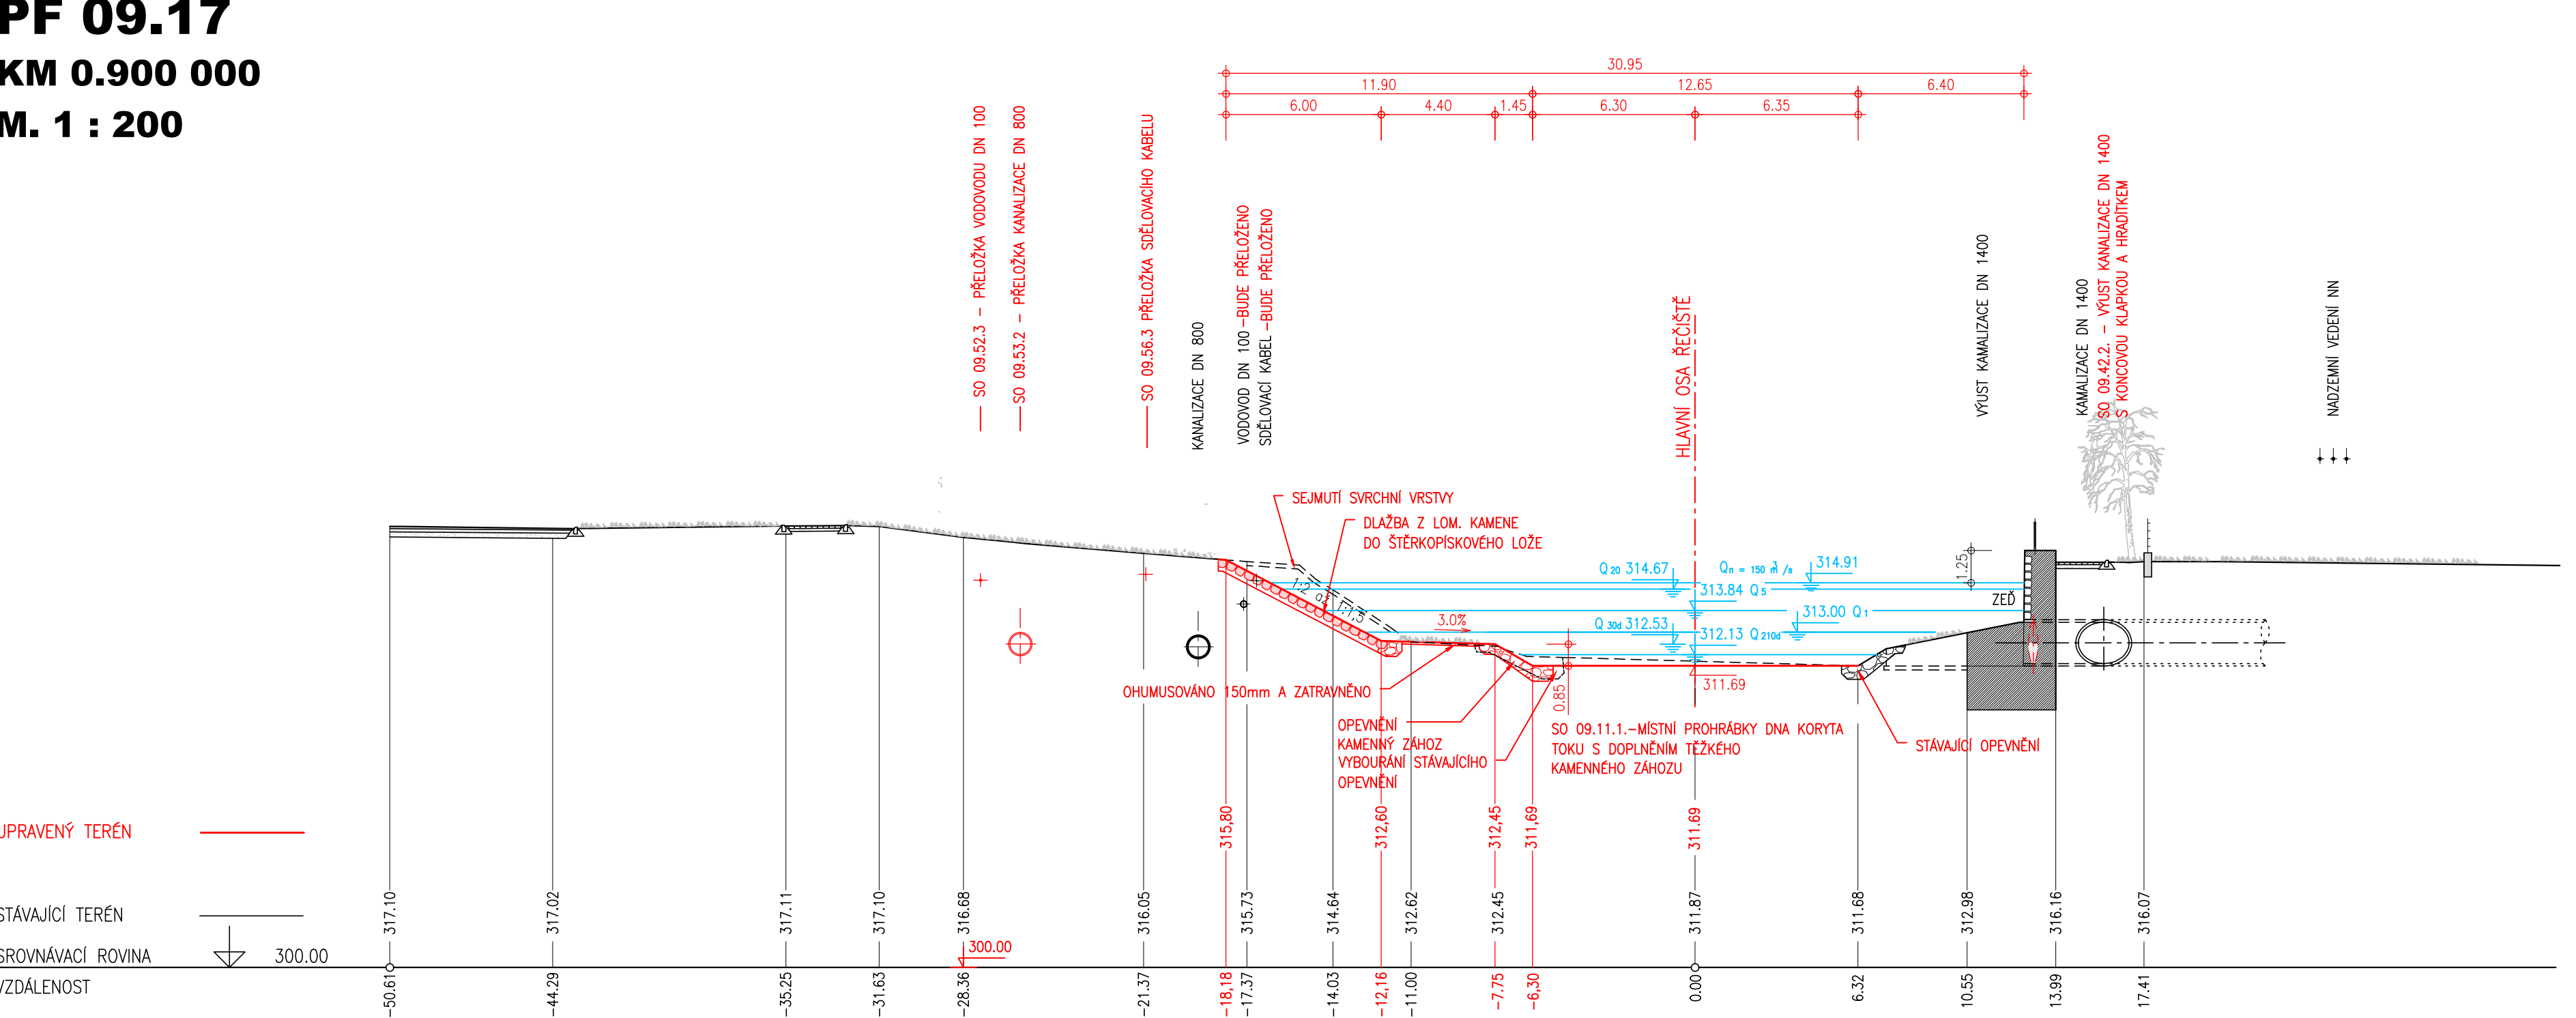 PF 09.17
KM 0.900 000
M. 1 : 200
30.95
11.90
12.65
6.40
6.00
4.40
1.45
6.30
6.35
SO 09.52.3 - PŘELOŽKA VODOVODU DN 100
SO 09.53.2 - PŘELOŽKA KANALIZACE DN 800
SO 09.56.3 PŘELOŽKA SDĚLOVACÍHO KABELU
KANALIZACE DN 800
VODOVOD DN 100 -BUDE PŘELOŽENO
SDĚLOVACÍ KABEL -BUDE PŘELOŽENO
HLAVNÍ OSA ŘEČIŠTĚ
VÝUST KAMALIZACE DN 1400
KAMALIZACE DN 1400
SO 09.42.2. - VÝUST KANALIZACE DN 1400
S KONCOVOU KLAPKOU A HRADÍTKEM
NADZEMNÍ VEDENÍ NN
SEJMUTÍ SVRCHNÍ VRSTVY
DLAŽBA Z LOM. KAMENE
DO ŠTĚRKOPÍSKOVÉHO LOŽE
1:2 až 1:1,5
Q20 314.67
Qn = 150 m³/s
314.91
313.84 Q5
313.00 Q1
Q30d 312.53
312.13 Q210d
3.0%
1.25
ZEĎ
311.69
0.85
OHUMUSOVÁNO 150mm A ZATRAVNĚNO
OPEVNĚNÍ
KAMENNÝ ZÁHOZ
VYBOURÁNÍ STÁVAJÍCÍHO
OPEVNĚNÍ
SO 09.11.1.-MÍSTNÍ PROHRÁBKY DNA KORYTA
TOKU S DOPLNĚNÍM TĚŽKÉHO
KAMENNÉHO ZÁHOZU
STÁVAJÍCÍ OPEVNĚNÍ
UPRAVENÝ TERÉN
315,80
312,60
312,45
311,69
311.69
STÁVAJÍCÍ TERÉN
317.10
317.02
317.11
317.10
316.68
316.05
315.73
314.64
312.62
312.45
311.87
311.68
312.98
316.16
316.07
SROVNÁVACÍ ROVINA
300.00
300.00
VZDÁLENOST
-50.61
-44.29
-35.25
-31.63
-28.36
-21.37
-18,18
-17.37
-14.03
-12,16
-11.00
-7.75
-6,30
0.00
6.32
10.55
13.99
17.41